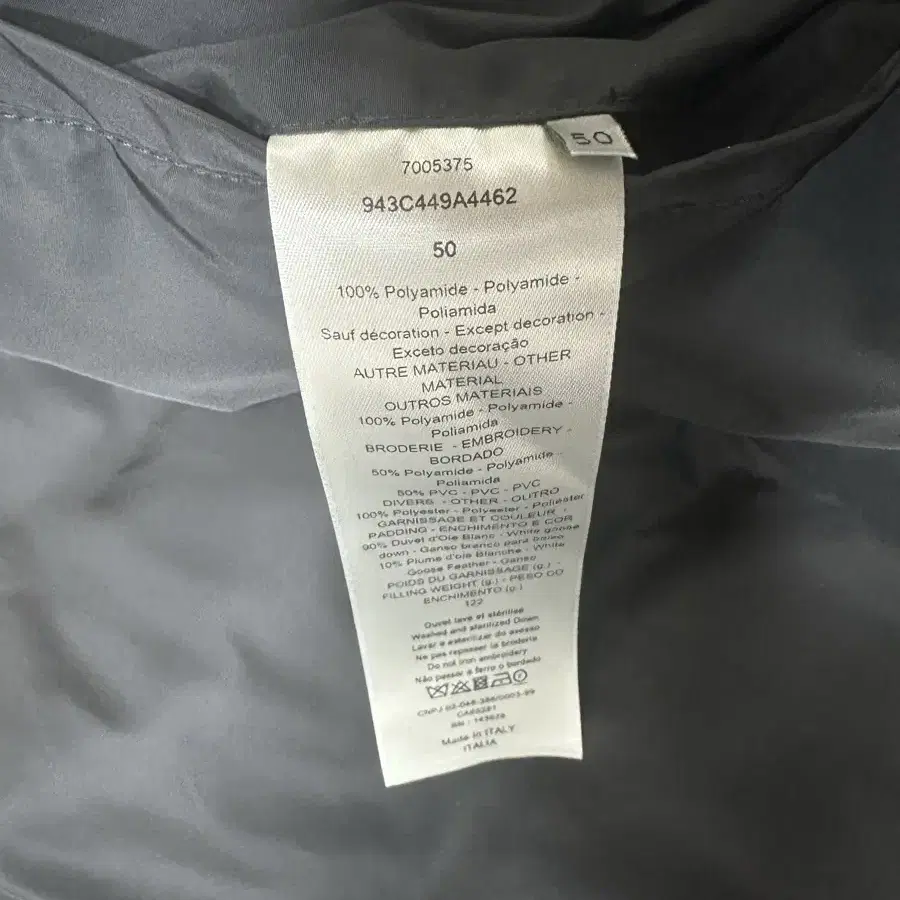 50
7005375
943C449A4462
50
100% Polyamide - Polyamide -
Poliamida
Sauf décoration - Except decoration -
Exceto decoração
AUTRE MATERIAU - OTHER
MATERIAL
OUTROS MATERIAIS
100% Polyamide - Polyamide -
Poliamida
BRODERIE - EMBROIDERY -
BORDADO
50% Polyamide - Polyamide -
Poliamida
50% PVC - PVC - PVC
DIVERS - OTHER - OUTRO
100% Polyester - Polyester - Poliester
GARNISSAGE ET COULEUR -
PADDING - ENCHIMENTO E COR
90% Duvet d'Oie Blanc - White goose
down - Ganso branco para baixo
10% Plume d'oie Blanche - White
Goose Feather - Ganso
POIDS DU GARNISSAGE (g.) -
FILLING WEIGHT (g.) - PESO DO
ENCHIMENTO (g.)
122
Duvet lavé et stérilisé
Washed and sterilized Down
Lavar e esterilizar do avesso
Ne pas repasser la broderie
Do not iron embroidery
Não passar a ferro o bordado
CNPJ
Made in ITALY
ITALIA